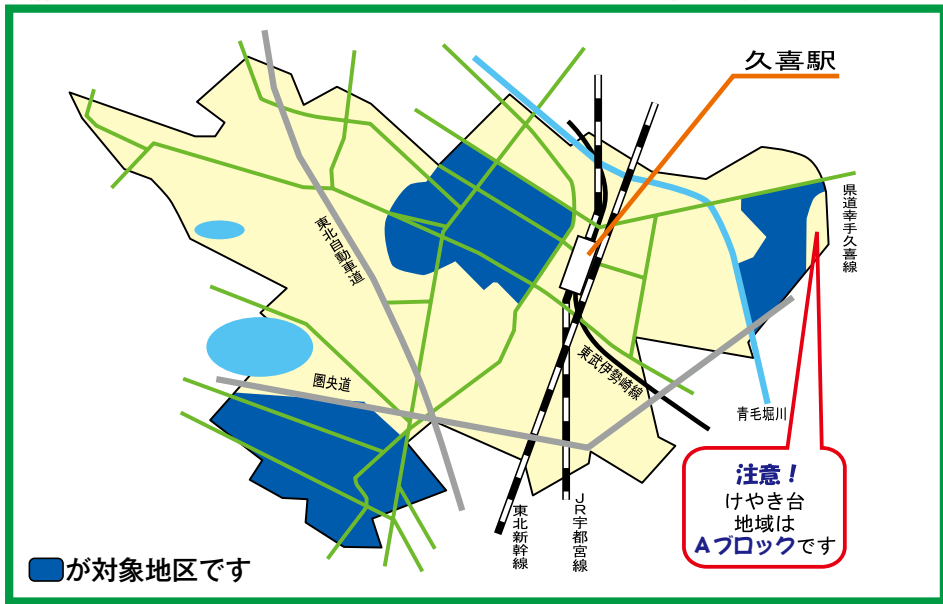 久喜駅
県道幸手久喜線
東北自動車道
圏央道
東武伊勢崎線
青毛堀川
東北新幹線
JR宇都宮線
注意！
けやき台
地域は
Aブロックです
が対象地区です